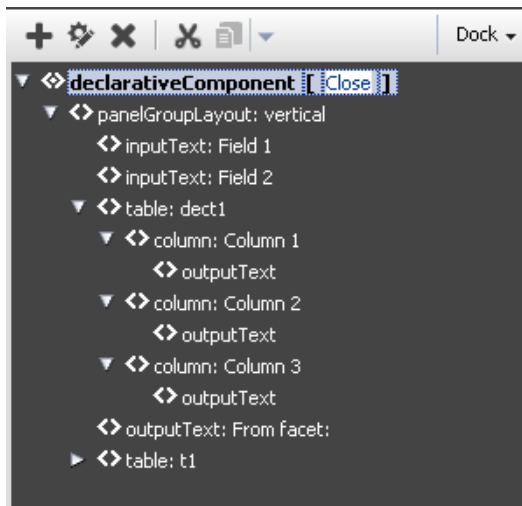 Dock
declarativeComponent [ Close ]
panelGroupLayout: vertical
inputText: Field 1
inputText: Field 2
table: dect1
column: Column 1
outputText
column: Column 2
outputText
column: Column 3
outputText
outputText: From facet:
table: t1